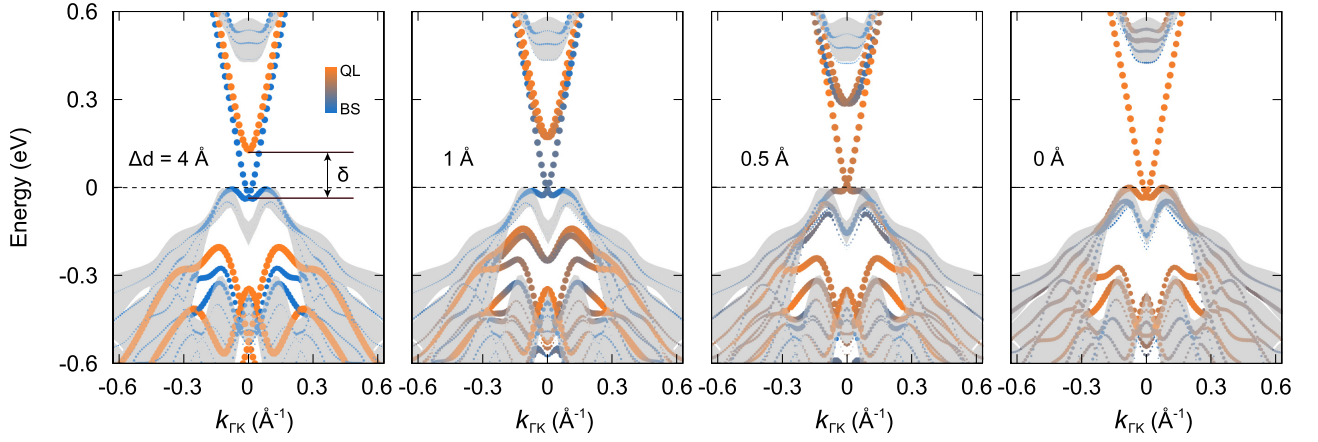 0.6
0.3
0
-0.3
-0.6
Energy (eV)
QL
BS
Δd = 4 Å
δ
1 Å
0.5 Å
0 Å
-0.6 -0.3 0 0.3 0.6
-0.6 -0.3 0 0.3 0.6
-0.6 -0.3 0 0.3 0.6
-0.6 -0.3 0 0.3 0.6
kΓK (Å-1)
kΓK (Å-1)
kΓK (Å-1)
kΓK (Å-1)